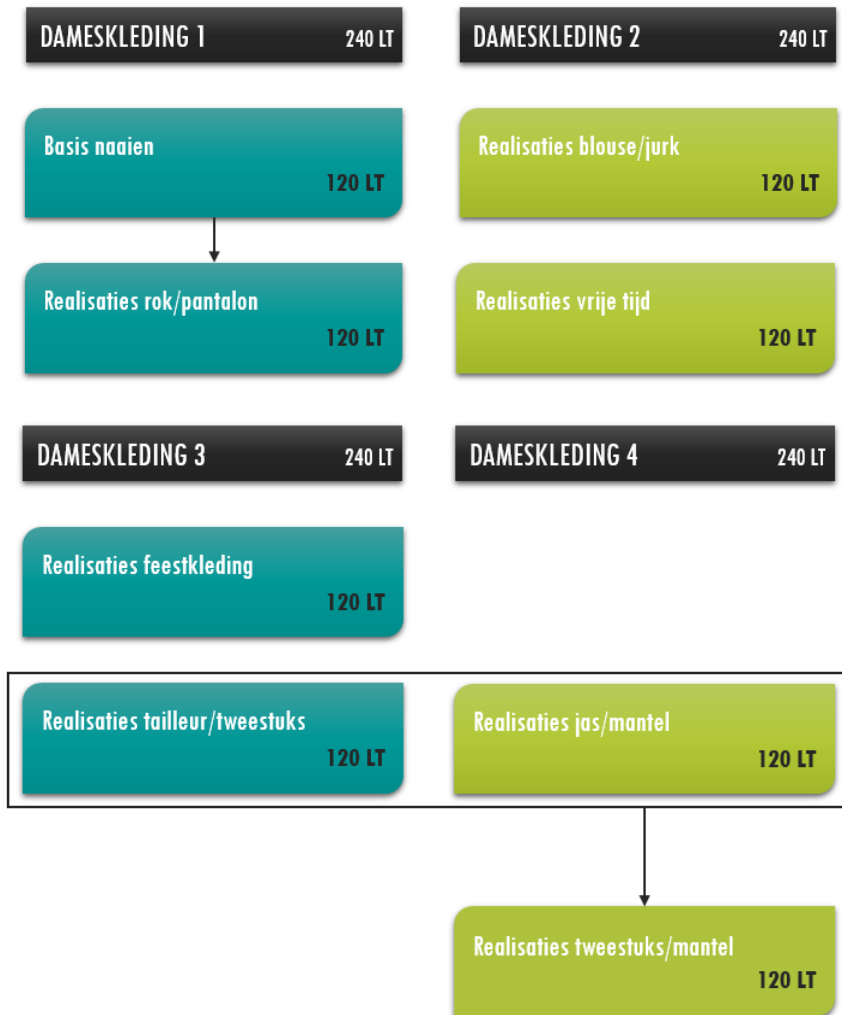 DAMESKLEDING 1 240 LT
Basis naaien
120 LT
Realisaties rok/pantalon
120 LT
DAMESKLEDING 2 240 LT
Realisaties blouse/jurk
120 LT
Realisaties vrije tijd
120 LT
DAMESKLEDING 3 240 LT
Realisaties feestkleding
120 LT
Realisaties tailleur/tweestuks
120 LT
DAMESKLEDING 4 240 LT
Realisaties jas/mantel
120 LT
Realisaties tweestuks/mantel
120 LT